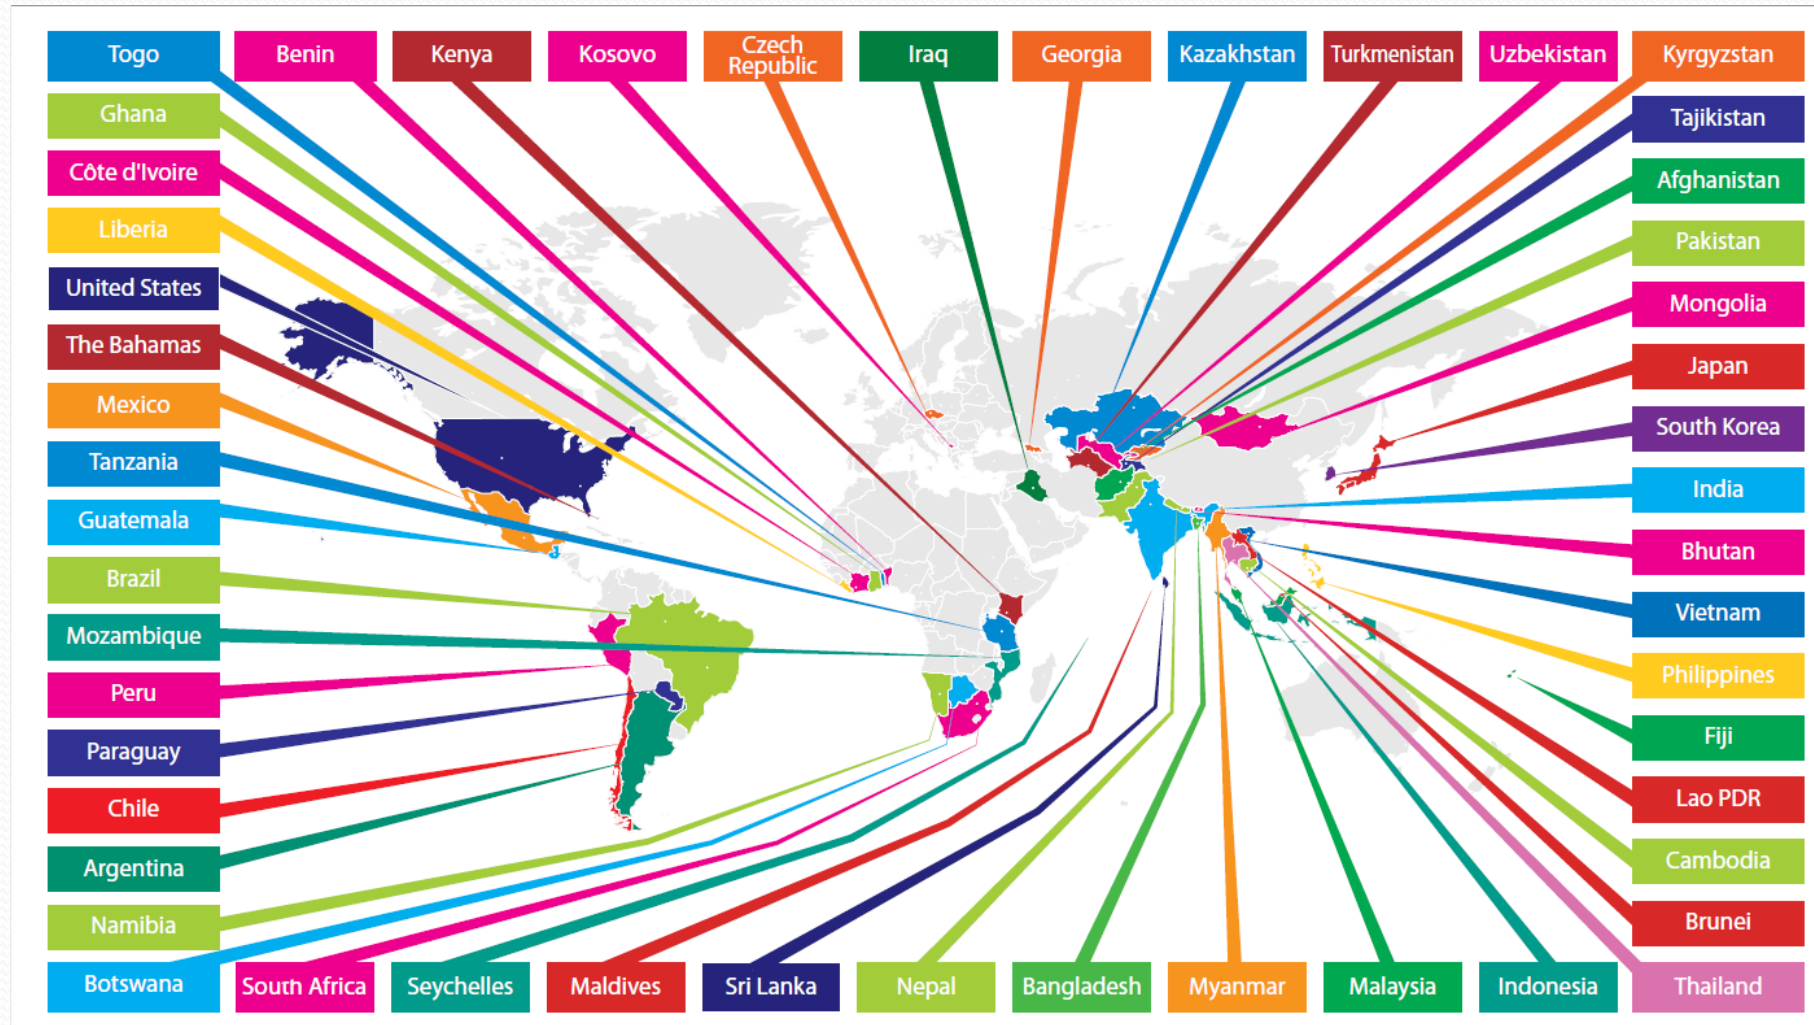 Togo
Benin
Kenya
Kosovo
Czech
Republic
Iraq
Georgia
Kazakhstan
Turkmenistan
Uzbekistan
Kyrgyzstan
Ghana
Côte d'Ivoire
Liberia
United States
The Bahamas
Mexico
Tanzania
Guatemala
Brazil
Mozambique
Peru
Paraguay
Chile
Argentina
Namibia
Tajikistan
Afghanistan
Pakistan
Mongolia
Japan
South Korea
India
Bhutan
Vietnam
Philippines
Fiji
Lao PDR
Cambodia
Brunei
Botswana
South Africa
Seychelles
Maldives
Sri Lanka
Nepal
Bangladesh
Myanmar
Malaysia
Indonesia
Thailand